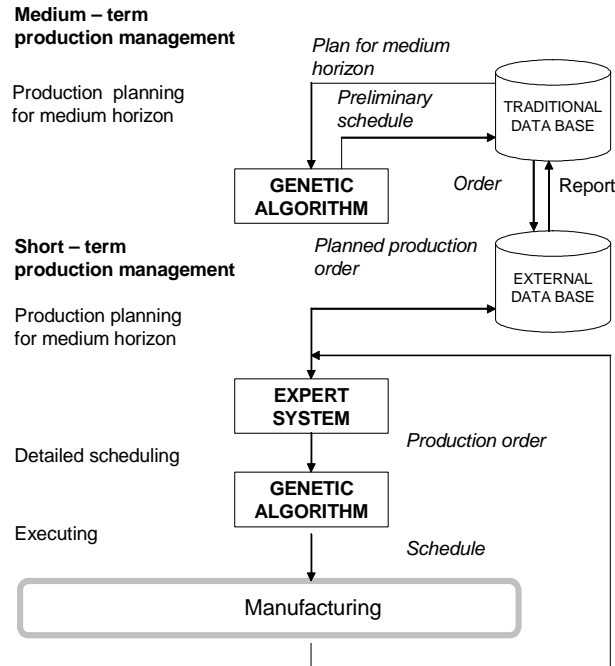 Medium – term
production management
Plan for medium
horizon
Production planning
for medium horizon
Preliminary
schedule
TRADITIONAL
DATA BASE
GENETIC
ALGORITHM
Order
Report
Short – term
production management
Planned production
order
EXTERNAL
DATA BASE
Production planning
for medium horizon
EXPERT
SYSTEM
Production order
Detailed scheduling
GENETIC
ALGORITHM
Executing
Schedule
Manufacturing